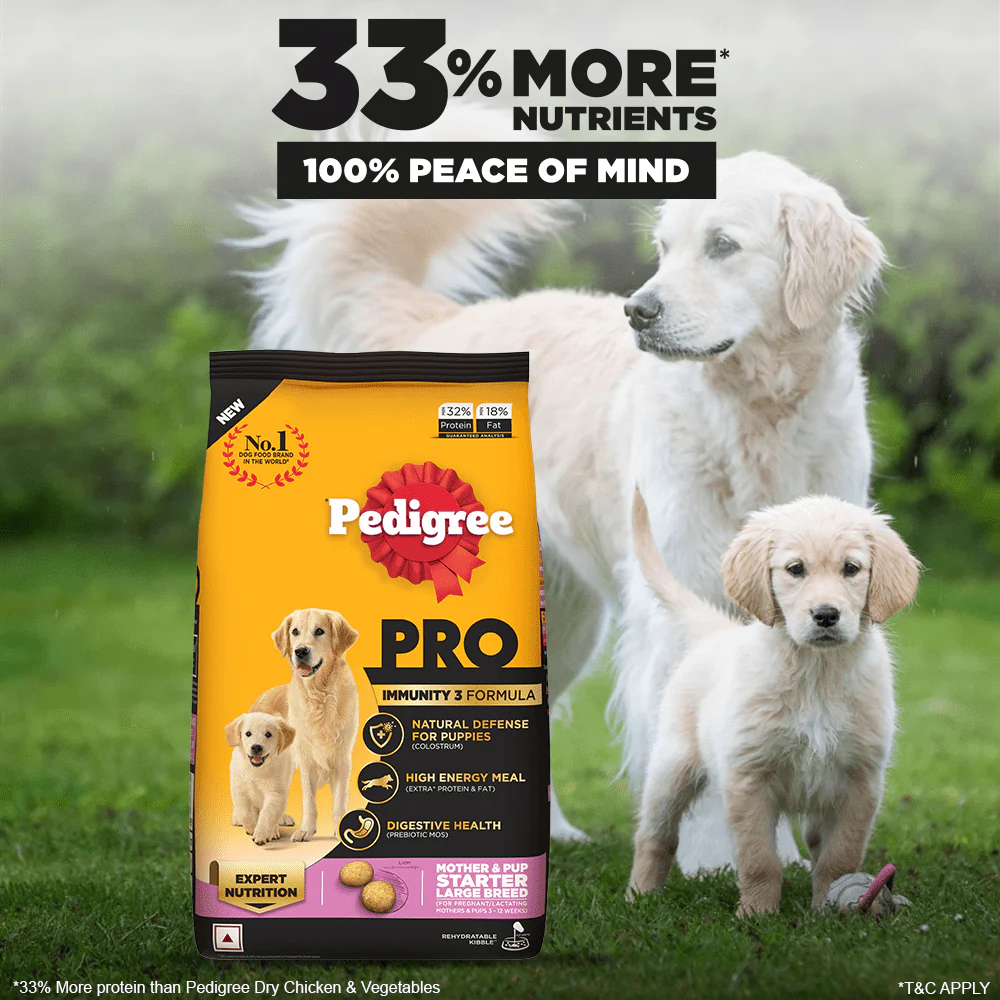 33% MORE*
NUTRIENTS
100% PEACE OF MIND
NEW
No.1
DOG FOOD BRAND
IN THE WORLD*
32% 18%
Protein Fat
GUARANTEED ANALYSIS
Pedigree
PRO
IMMUNITY 3 FORMULA
NATURAL DEFENSE
FOR PUPPIES
(COLOSTRUM)
HIGH ENERGY MEAL
(EXTRA* PROTEIN & FAT)
DIGESTIVE HEALTH
(PREBIOTIC MOS)
EXPERT
NUTRITION
MOTHER & PUP
STARTER
LARGE BREED
(FOR PREGNANT/LACTATING
MOTHERS & PUPS 3 - 12 WEEKS)
REHYDRATABLE
KIBBLE
*33% More protein than Pedigree Dry Chicken & Vegetables
*T&C APPLY